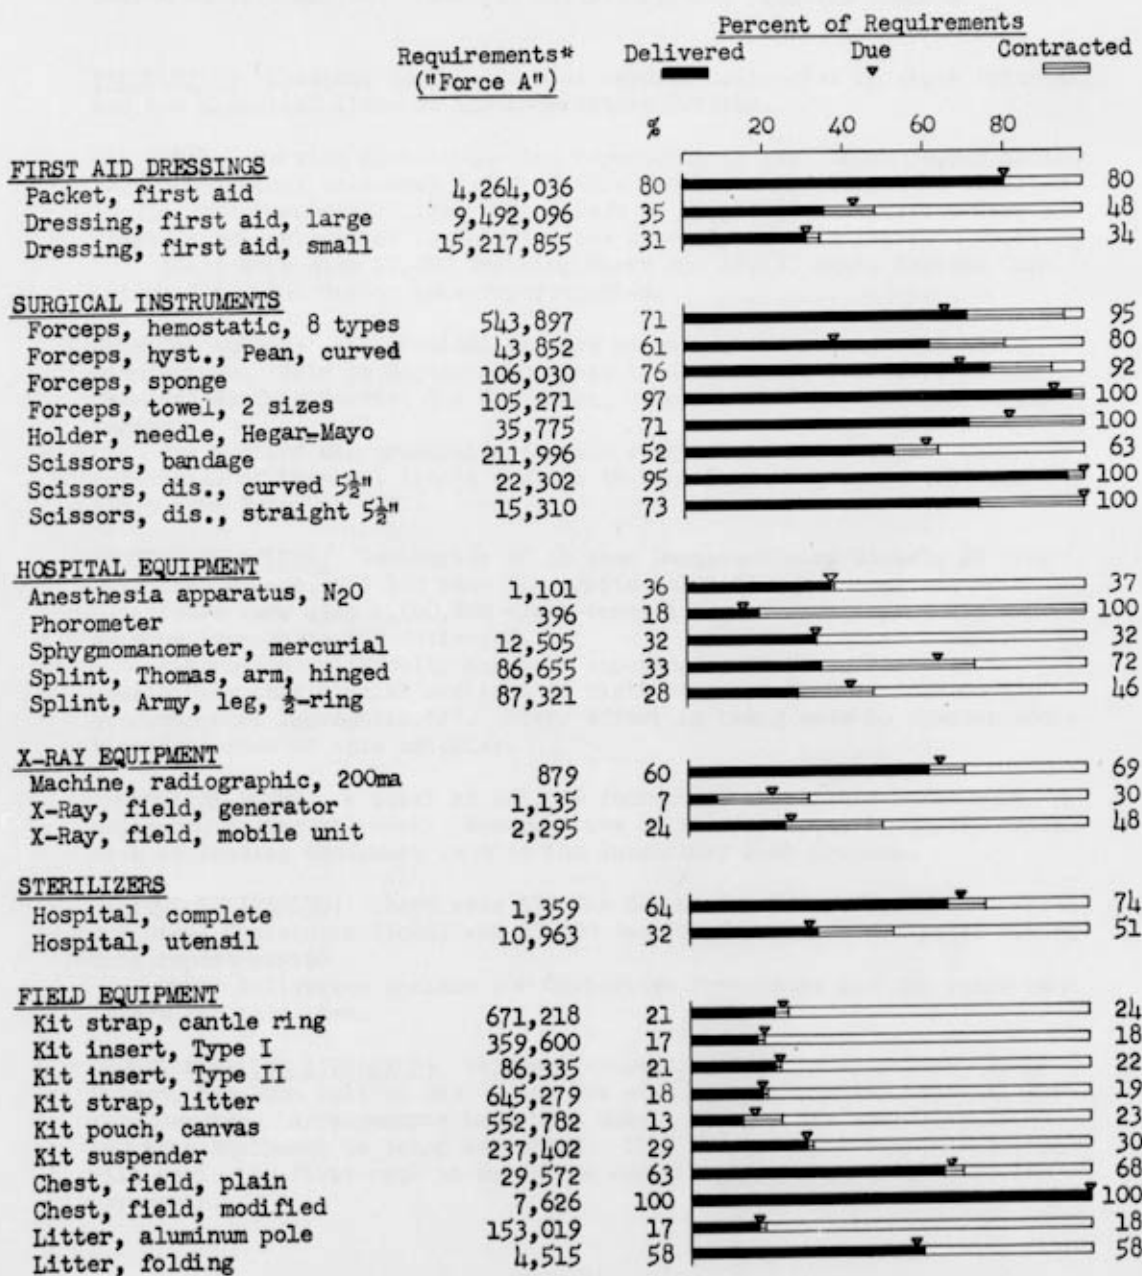 Percent of Requirements
Requirements* Delivered Due Contracted
("Force A")
% 20 40 60 80
FIRST AID DRESSINGS
Packet, first aid 4,264,036 80 80
Dressing, first aid, large 9,492,096 35 48
Dressing, first aid, small 15,217,855 31 34
SURGICAL INSTRUMENTS
Forceps, hemostatic, 8 types 543,897 71 95
Forceps, hyst., Pean, curved 43,852 61 80
Forceps, sponge 106,030 76 92
Forceps, towel, 2 sizes 105,271 97 100
Holder, needle, Hegar-Mayo 35,775 71 100
Scissors, bandage 211,996 52 63
Scissors, dis., curved 5½" 22,302 95 100
Scissors, dis., straight 5½" 15,310 73 100
HOSPITAL EQUIPMENT
Anesthesia apparatus, N2O 1,101 36 37
Phorometer 396 18 100
Sphygmomanometer, mercurial 12,505 32 32
Splint, Thomas, arm, hinged 86,655 33 72
Splint, Army, leg, ½-ring 87,321 28 46
X-RAY EQUIPMENT
Machine, radiographic, 200ma 879 60 69
X-Ray, field, generator 1,135 7 30
X-Ray, field, mobile unit 2,295 24 48
STERILIZERS
Hospital, complete 1,359 64 74
Hospital, utensil 10,963 32 51
FIELD EQUIPMENT
Kit strap, cantle ring 671,218 21 24
Kit insert, Type I 359,600 17 18
Kit insert, Type II 86,335 21 22
Kit strap, litter 645,279 18 19
Kit pouch, canvas 552,782 13 23
Kit suspender 237,402 29 30
Chest, field, plain 29,572 63 68
Chest, field, modified 7,626 100 100
Litter, aluminum pole 153,019 17 18
Litter, folding 4,515 58 58